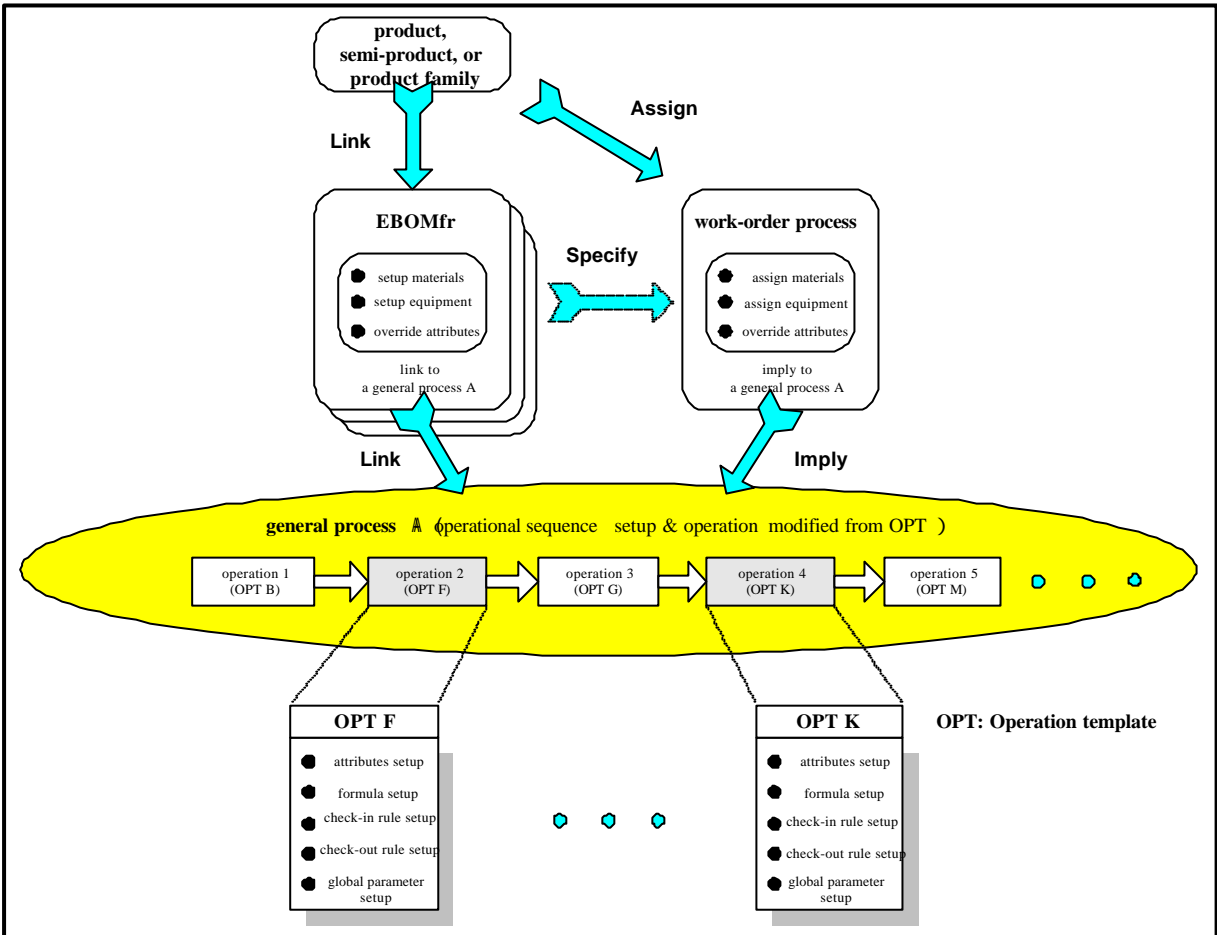 product,
semi-product, or
product family
Assign
Link
EBOMfr
setup materials
setup equipment
override attributes
link to
a general process A
Specify
work-order process
assign materials
assign equipment
override attributes
imply to
a general process A
Link
Imply
general process A (operational sequence setup & operation modified from OPT )
operation 1
(OPT B)
operation 2
(OPT F)
operation 3
(OPT G)
operation 4
(OPT K)
operation 5
(OPT M)
OPT F
attributes setup
formula setup
check-in rule setup
check-out rule setup
global parameter
setup
OPT K
attributes setup
formula setup
check-in rule setup
check-out rule setup
global parameter
setup
OPT: Operation template